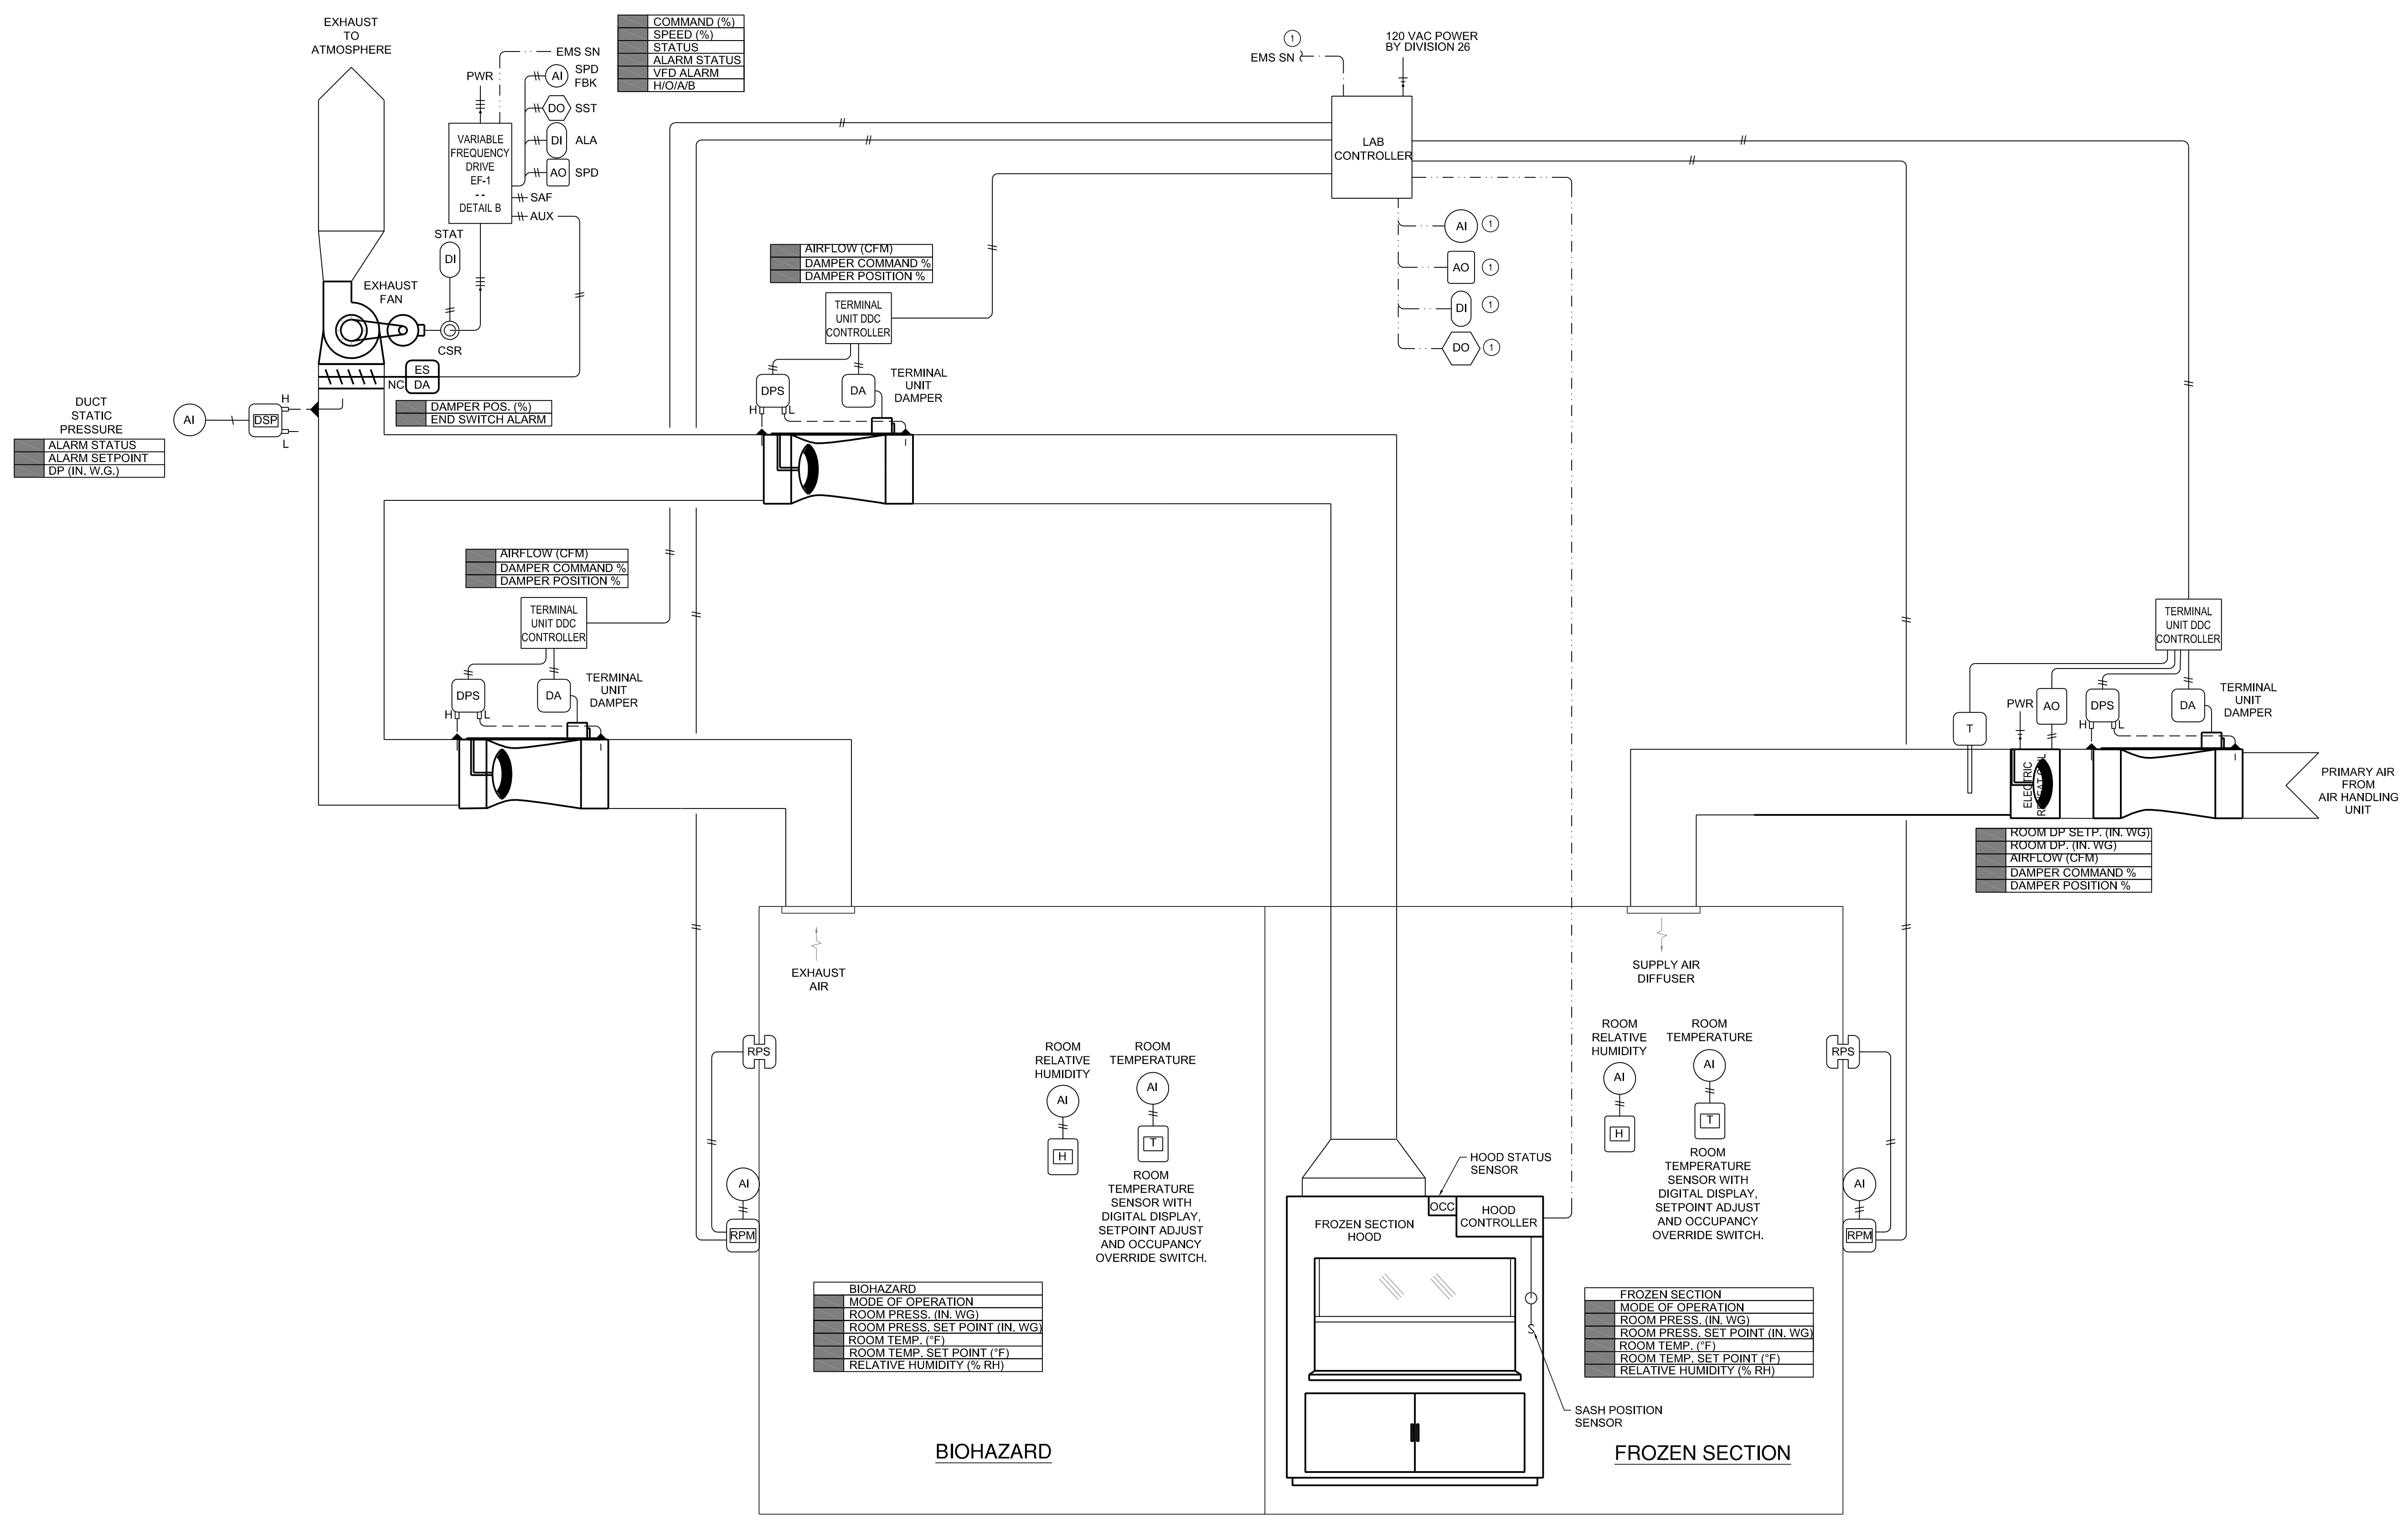 EXHAUST
TO
ATMOSPHERE
COMMAND (%)
SPEED (%)
STATUS
ALARM STATUS
VFD ALARM
H/O/A/B
EMS SN
PWR
AI
SPD
FBK
DO
SST
DI
ALA
AO
SPD
SAF
AUX
VARIABLE
FREQUENCY
DRIVE
EF-1
- -
DETAIL B
STAT
DI
EXHAUST
FAN
CSR
ES
NC
DA
DAMPER POS. (%)
END SWITCH ALARM
DUCT
STATIC
PRESSURE
AI
DSP
H
L
ALARM STATUS
ALARM SETPOINT
DP (IN. W.G.)
1
EMS SN
120 VAC POWER
BY DIVISION 26
LAB
CONTROLLER
AI
1
AO
1
DI
1
DO
1
AIRFLOW (CFM)
DAMPER COMMAND %
DAMPER POSITION %
TERMINAL
UNIT DDC
CONTROLLER
DPS
H
L
DA
TERMINAL
UNIT
DAMPER
AIRFLOW (CFM)
DAMPER COMMAND %
DAMPER POSITION %
TERMINAL
UNIT DDC
CONTROLLER
DPS
H
L
DA
TERMINAL
UNIT
DAMPER
TERMINAL
UNIT DDC
CONTROLLER
T
PWR
AO
DPS
H
L
DA
TERMINAL
UNIT
DAMPER
ELECTRIC
PRIMARY AIR
FROM
AIR HANDLING
UNIT
ROOM DP SETP. (IN. WG)
ROOM DP. (IN. WG)
AIRFLOW (CFM)
DAMPER COMMAND %
DAMPER POSITION %
EXHAUST
AIR
SUPPLY AIR
DIFFUSER
RPS
AI
RPM
ROOM
RELATIVE
HUMIDITY
AI
H
ROOM
TEMPERATURE
AI
T
ROOM
TEMPERATURE
SENSOR WITH
DIGITAL DISPLAY,
SETPOINT ADJUST
AND OCCUPANCY
OVERRIDE SWITCH.
BIOHAZARD
MODE OF OPERATION
ROOM PRESS. (IN. WG)
ROOM PRESS. SET POINT (IN. WG)
ROOM TEMP. (°F)
ROOM TEMP. SET POINT (°F)
RELATIVE HUMIDITY (% RH)
BIOHAZARD
HOOD STATUS
SENSOR
OCC
HOOD
CONTROLLER
FROZEN SECTION
HOOD
S
SASH POSITION
SENSOR
ROOM
RELATIVE
HUMIDITY
AI
H
ROOM
TEMPERATURE
AI
T
ROOM
TEMPERATURE
SENSOR WITH
DIGITAL DISPLAY,
SETPOINT ADJUST
AND OCCUPANCY
OVERRIDE SWITCH.
RPS
AI
RPM
FROZEN SECTION
MODE OF OPERATION
ROOM PRESS. (IN. WG)
ROOM PRESS. SET POINT (IN. WG)
ROOM TEMP. (°F)
ROOM TEMP. SET POINT (°F)
RELATIVE HUMIDITY (% RH)
FROZEN SECTION